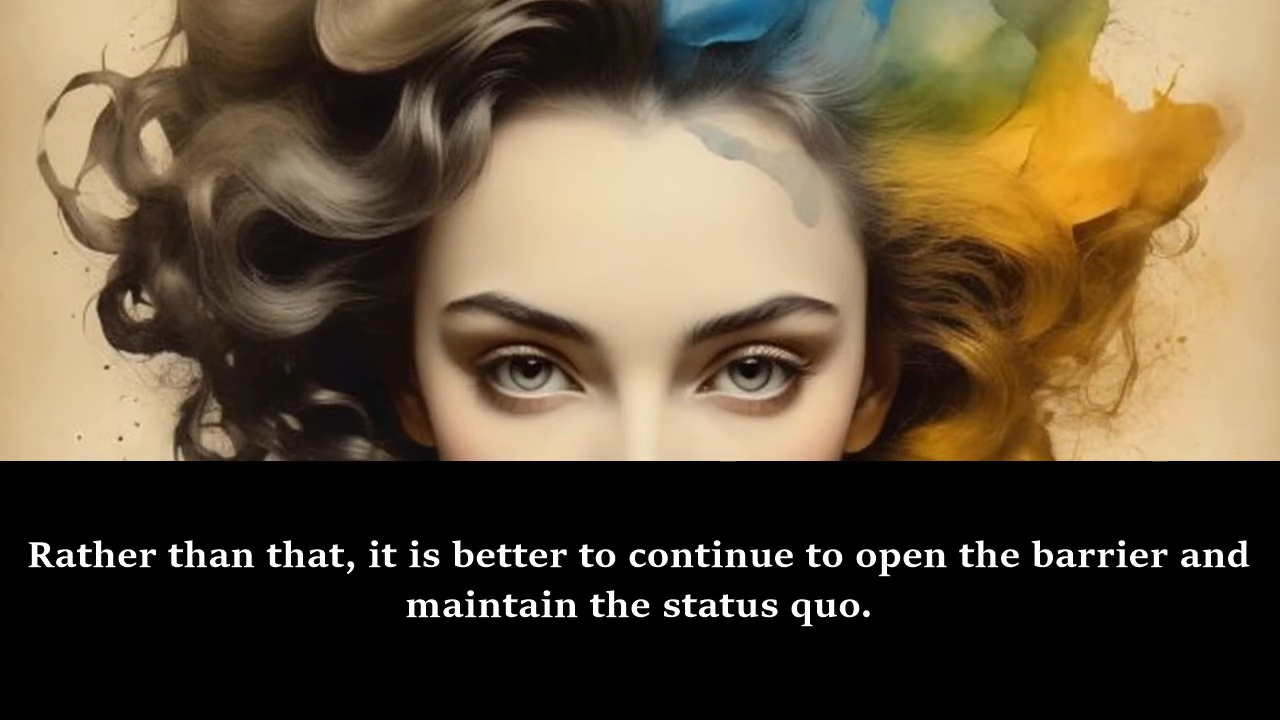 Rather than that, it is better to continue to open the barrier and
maintain the status quo.